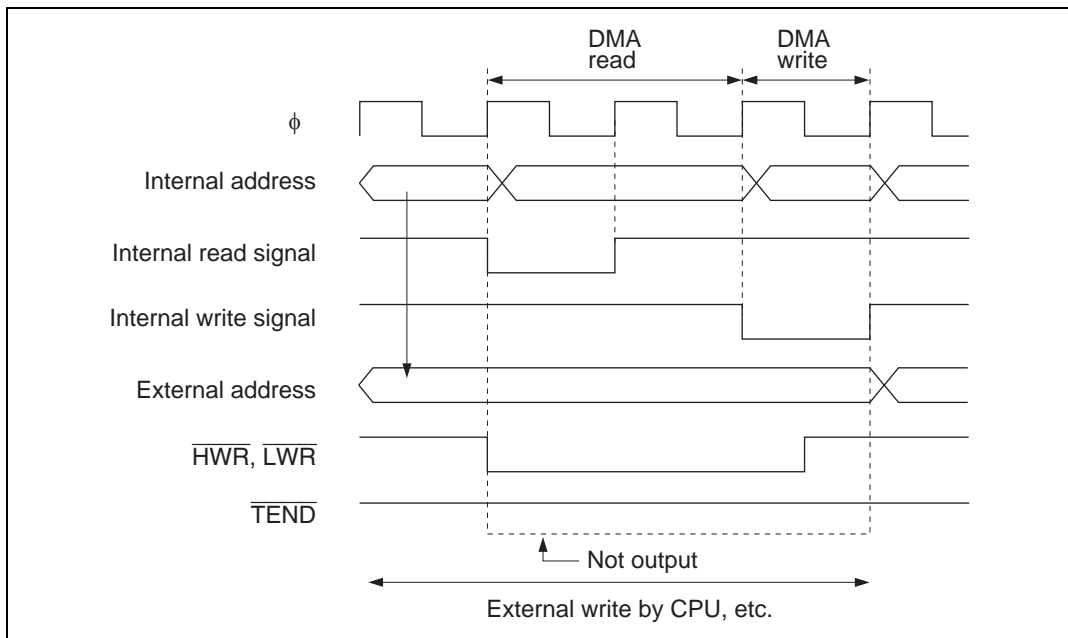 DMA
read
DMA
write
ϕ
Internal address
Internal read signal
Internal write signal
External address
HWR, LWR
TEND
Not output
External write by CPU, etc.